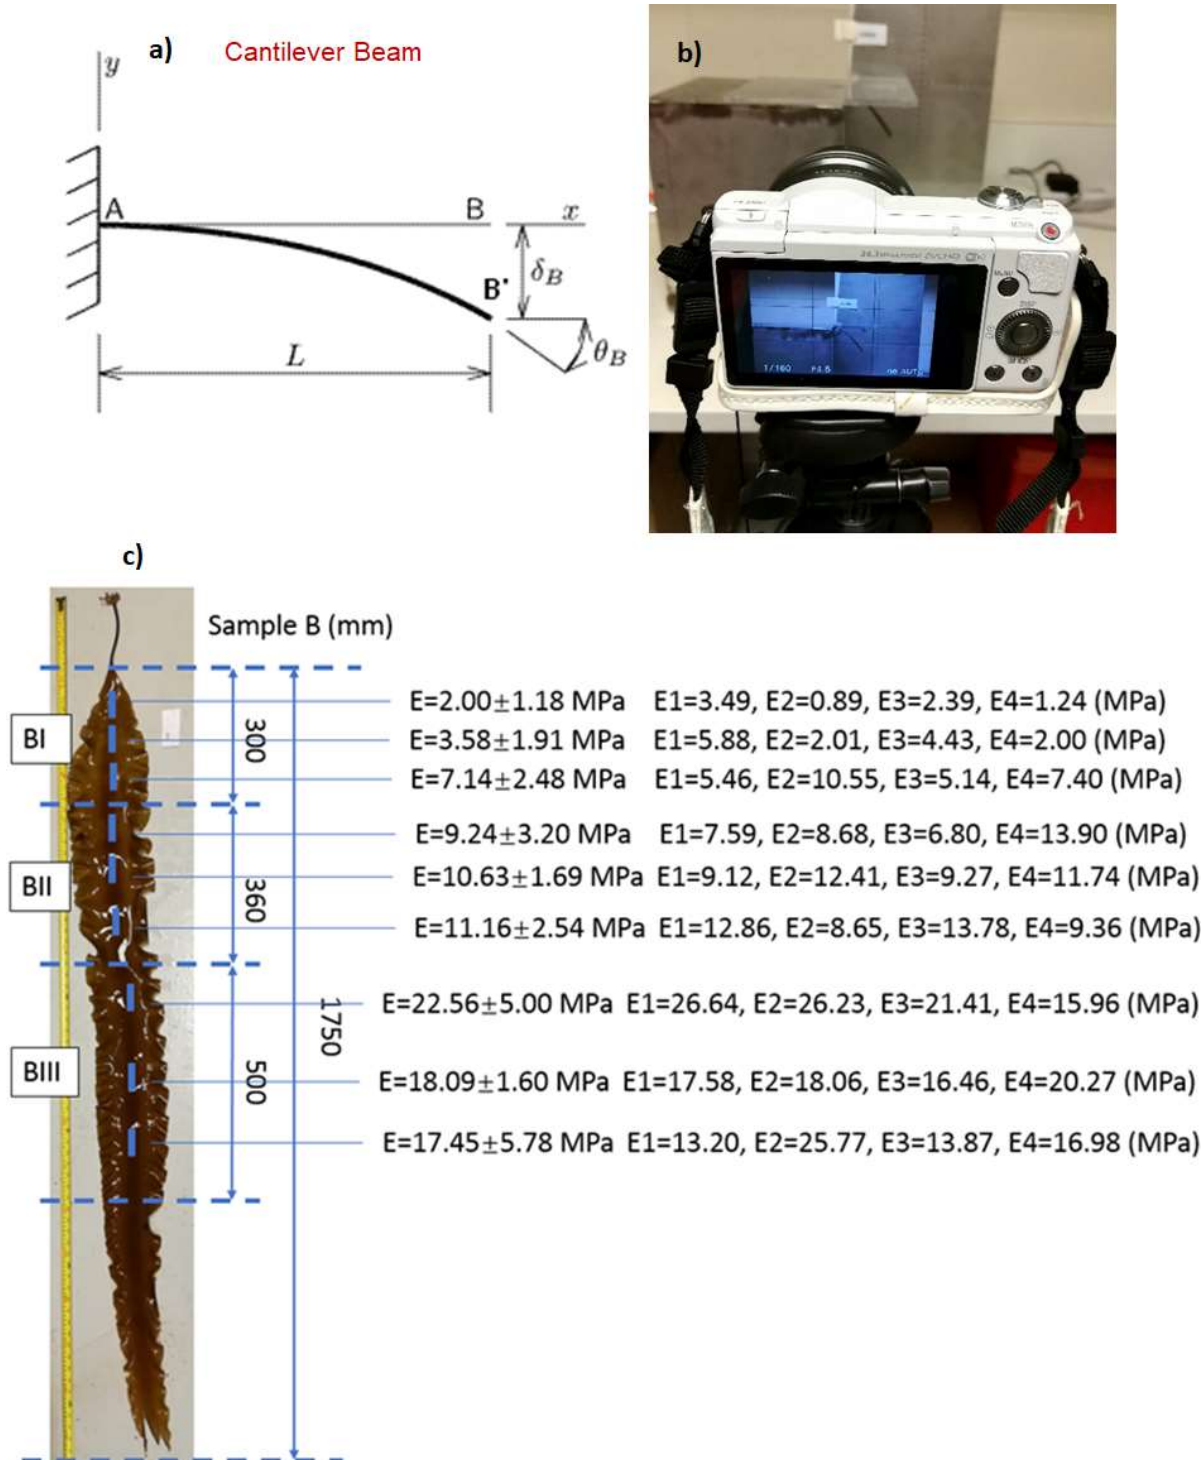 a) Cantilever Beam
y
A B x
δB
B'
θB
L
b)
1/160 F4.5 AUTO
c)
Sample B (mm)
BI
300
E=2.00±1.18 MPa E1=3.49, E2=0.89, E3=2.39, E4=1.24 (MPa)
E=3.58±1.91 MPa E1=5.88, E2=2.01, E3=4.43, E4=2.00 (MPa)
E=7.14±2.48 MPa E1=5.46, E2=10.55, E3=5.14, E4=7.40 (MPa)
BII
360
E=9.24±3.20 MPa E1=7.59, E2=8.68, E3=6.80, E4=13.90 (MPa)
E=10.63±1.69 MPa E1=9.12, E2=12.41, E3=9.27, E4=11.74 (MPa)
E=11.16±2.54 MPa E1=12.86, E2=8.65, E3=13.78, E4=9.36 (MPa)
BIII
500
1750
E=22.56±5.00 MPa E1=26.64, E2=26.23, E3=21.41, E4=15.96 (MPa)
E=18.09±1.60 MPa E1=17.58, E2=18.06, E3=16.46, E4=20.27 (MPa)
E=17.45±5.78 MPa E1=13.20, E2=25.77, E3=13.87, E4=16.98 (MPa)